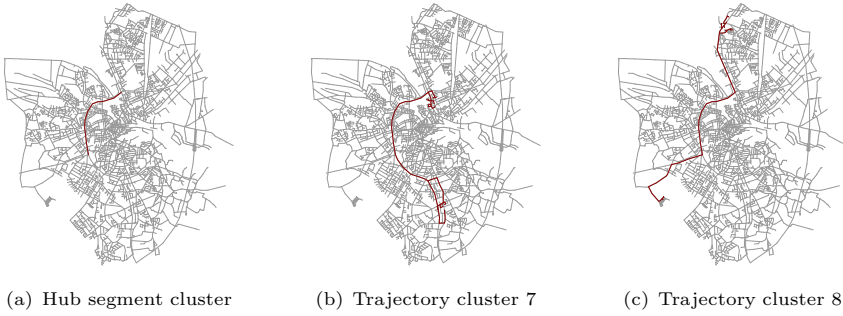 (a) Hub segment cluster
(b) Trajectory cluster 7
(c) Trajectory cluster 8